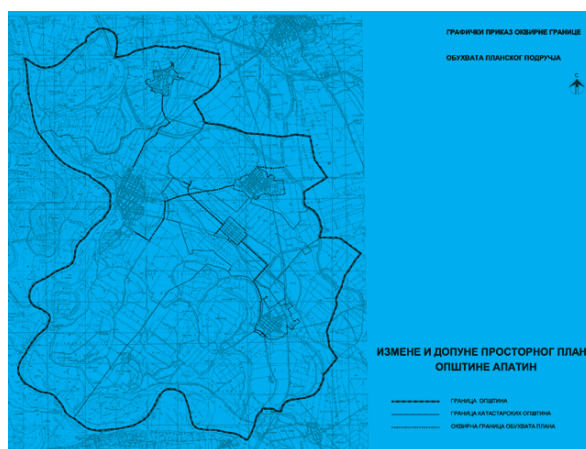 ГРАФИЧКИ ПРИКАЗ ОКВИРНЕ ГРАНИЦЕ
ОБУХВАТА ПЛАНСКОГ ПОДРУЧЈА
С
ИЗМЕНЕ И ДОПУНЕ ПРОСТОРНОГ ПЛАН
ОПШТИНЕ АПАТИН
ГРАНИЦА ОПШТИНА
ГРАНИЦА КАТАСТАРСКИХ ОПШТИНА
ОКВИРНА ГРАНИЦА ОБУХВАТА ПЛАНА